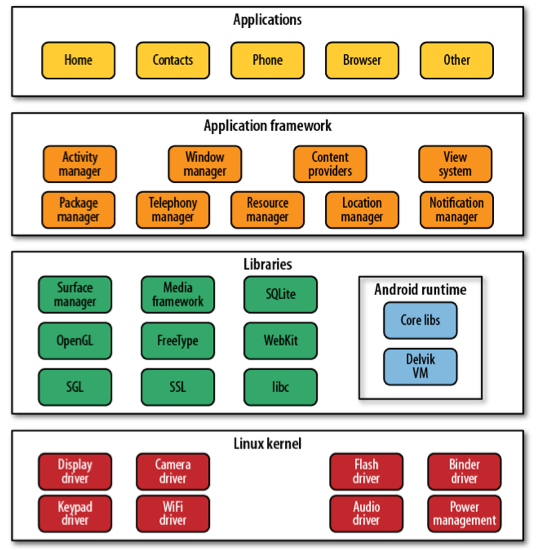 Applications
Home
Contacts
Phone
Browser
Other
Application framework
Activity
manager
Window
manager
Content
providers
View
system
Package
manager
Telephony
manager
Resource
manager
Location
manager
Notification
manager
Libraries
Surface
manager
Media
framework
SQLite
OpenGL
FreeType
WebKit
SGL
SSL
libc
Android runtime
Core libs
Delvik
VM
Linux kernel
Display
driver
Camera
driver
Flash
driver
Binder
driver
Keypad
driver
WiFi
driver
Audio
driver
Power
management